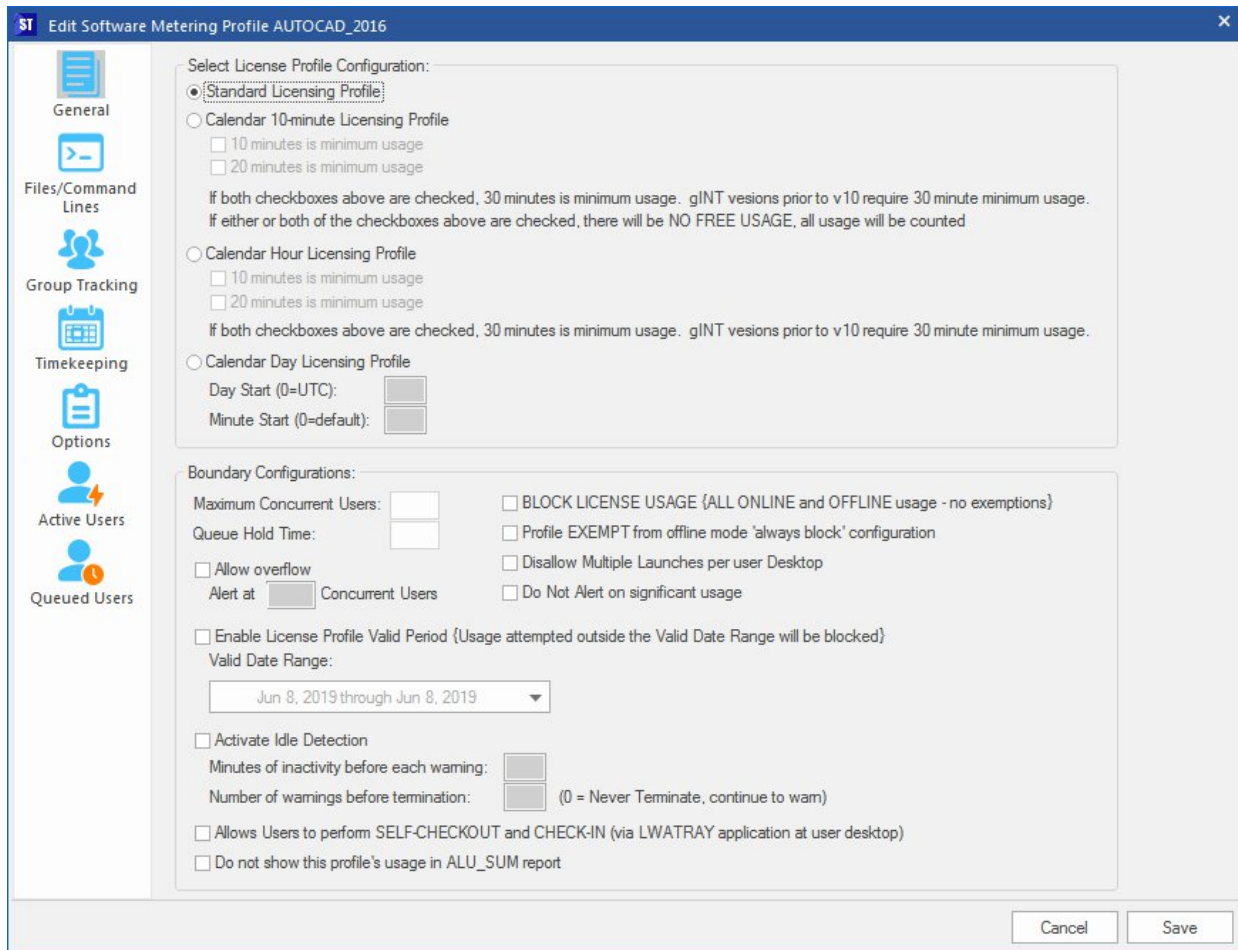 ST Edit Software Metering Profile AUTOCAD_2016
General
Files/Command
Lines
Group Tracking
Timekeeping
Options
Active Users
Queued Users
Select License Profile Configuration:
Standard Licensing Profile
Calendar 10-minute Licensing Profile
10 minutes is minimum usage
20 minutes is minimum usage
If both checkboxes above are checked, 30 minutes is minimum usage. gINT vesions prior to v10 require 30 minute minimum usage.
If either or both of the checkboxes above are checked, there will be NO FREE USAGE, all usage will be counted
Calendar Hour Licensing Profile
10 minutes is minimum usage
20 minutes is minimum usage
If both checkboxes above are checked, 30 minutes is minimum usage. gINT vesions prior to v10 require 30 minute minimum usage.
Calendar Day Licensing Profile
Day Start (0=UTC):
Minute Start (0=default):
Boundary Configurations:
Maximum Concurrent Users:
Queue Hold Time:
Allow overflow
Alert at Concurrent Users
BLOCK LICENSE USAGE {ALL ONLINE and OFFLINE usage - no exemptions}
Profile EXEMPT from offline mode 'always block' configuration
Disallow Multiple Launches per user Desktop
Do Not Alert on significant usage
Enable License Profile Valid Period {Usage attempted outside the Valid Date Range will be blocked}
Valid Date Range:
Jun 8, 2019 through Jun 8, 2019
Activate Idle Detection
Minutes of inactivity before each warning:
Number of warnings before termination: (0 = Never Terminate, continue to warn)
Allows Users to perform SELF-CHECKOUT and CHECK-IN (via LWATRAY application at user desktop)
Do not show this profile's usage in ALU_SUM report
Cancel Save